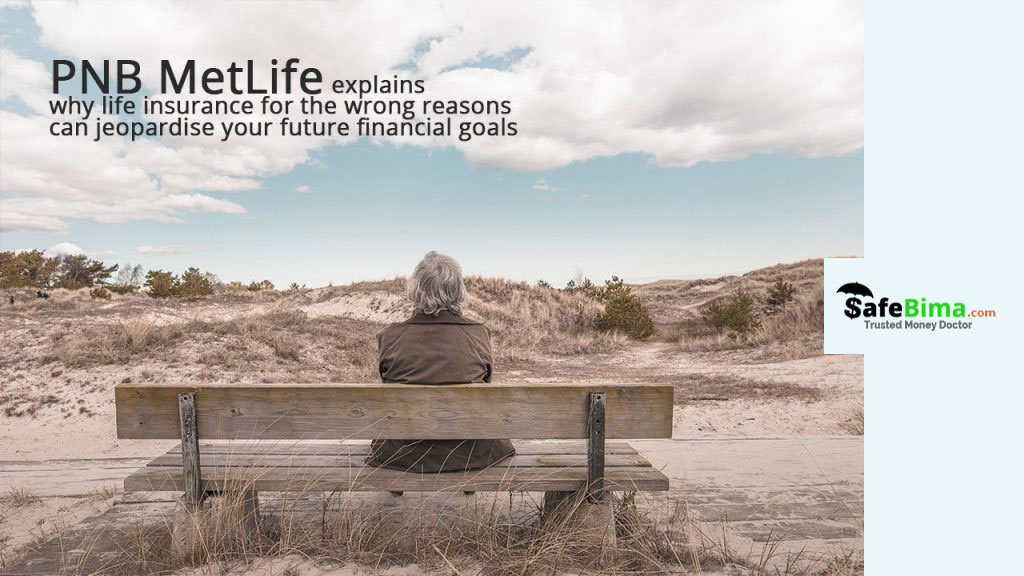 PNB MetLife explains
why life insurance for the wrong reasons
can jeopardise your future financial goals
SafeBima.com
Trusted Money Doctor